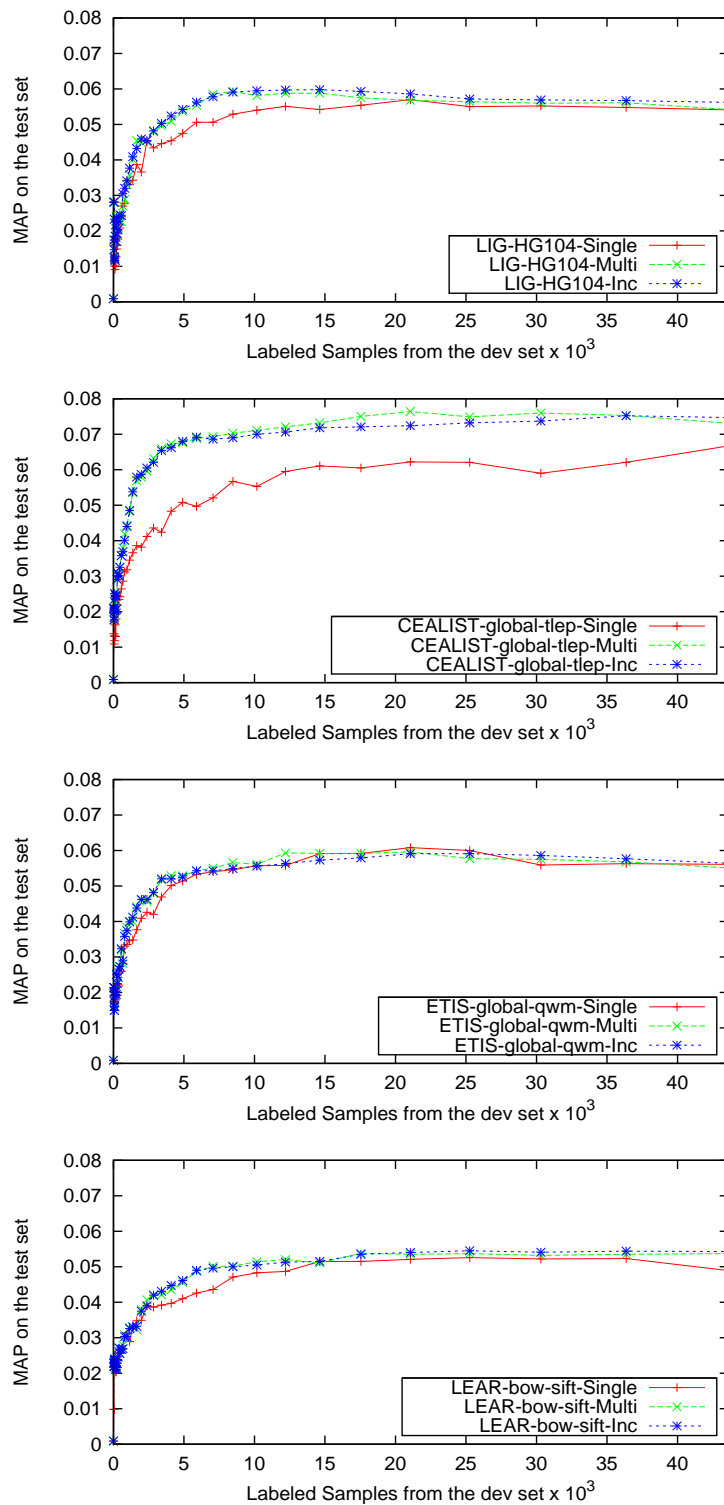 MAP on the test set
0.08
0.07
0.06
0.05
0.04
0.03
0.02
0.01
0
LIG-HG104-Single
LIG-HG104-Multi
LIG-HG104-Inc
0 5 10 15 20 25 30 35 40
Labeled Samples from the dev set x 10^3
MAP on the test set
0.08
0.07
0.06
0.05
0.04
0.03
0.02
0.01
0
CEALIST-global-tlep-Single
CEALIST-global-tlep-Multi
CEALIST-global-tlep-Inc
0 5 10 15 20 25 30 35 40
Labeled Samples from the dev set x 10^3
MAP on the test set
0.08
0.07
0.06
0.05
0.04
0.03
0.02
0.01
0
ETIS-global-qwm-Single
ETIS-global-qwm-Multi
ETIS-global-qwm-Inc
0 5 10 15 20 25 30 35 40
Labeled Samples from the dev set x 10^3
MAP on the test set
0.08
0.07
0.06
0.05
0.04
0.03
0.02
0.01
0
LEAR-bow-sift-Single
LEAR-bow-sift-Multi
LEAR-bow-sift-Inc
0 5 10 15 20 25 30 35 40
Labeled Samples from the dev set x 10^3